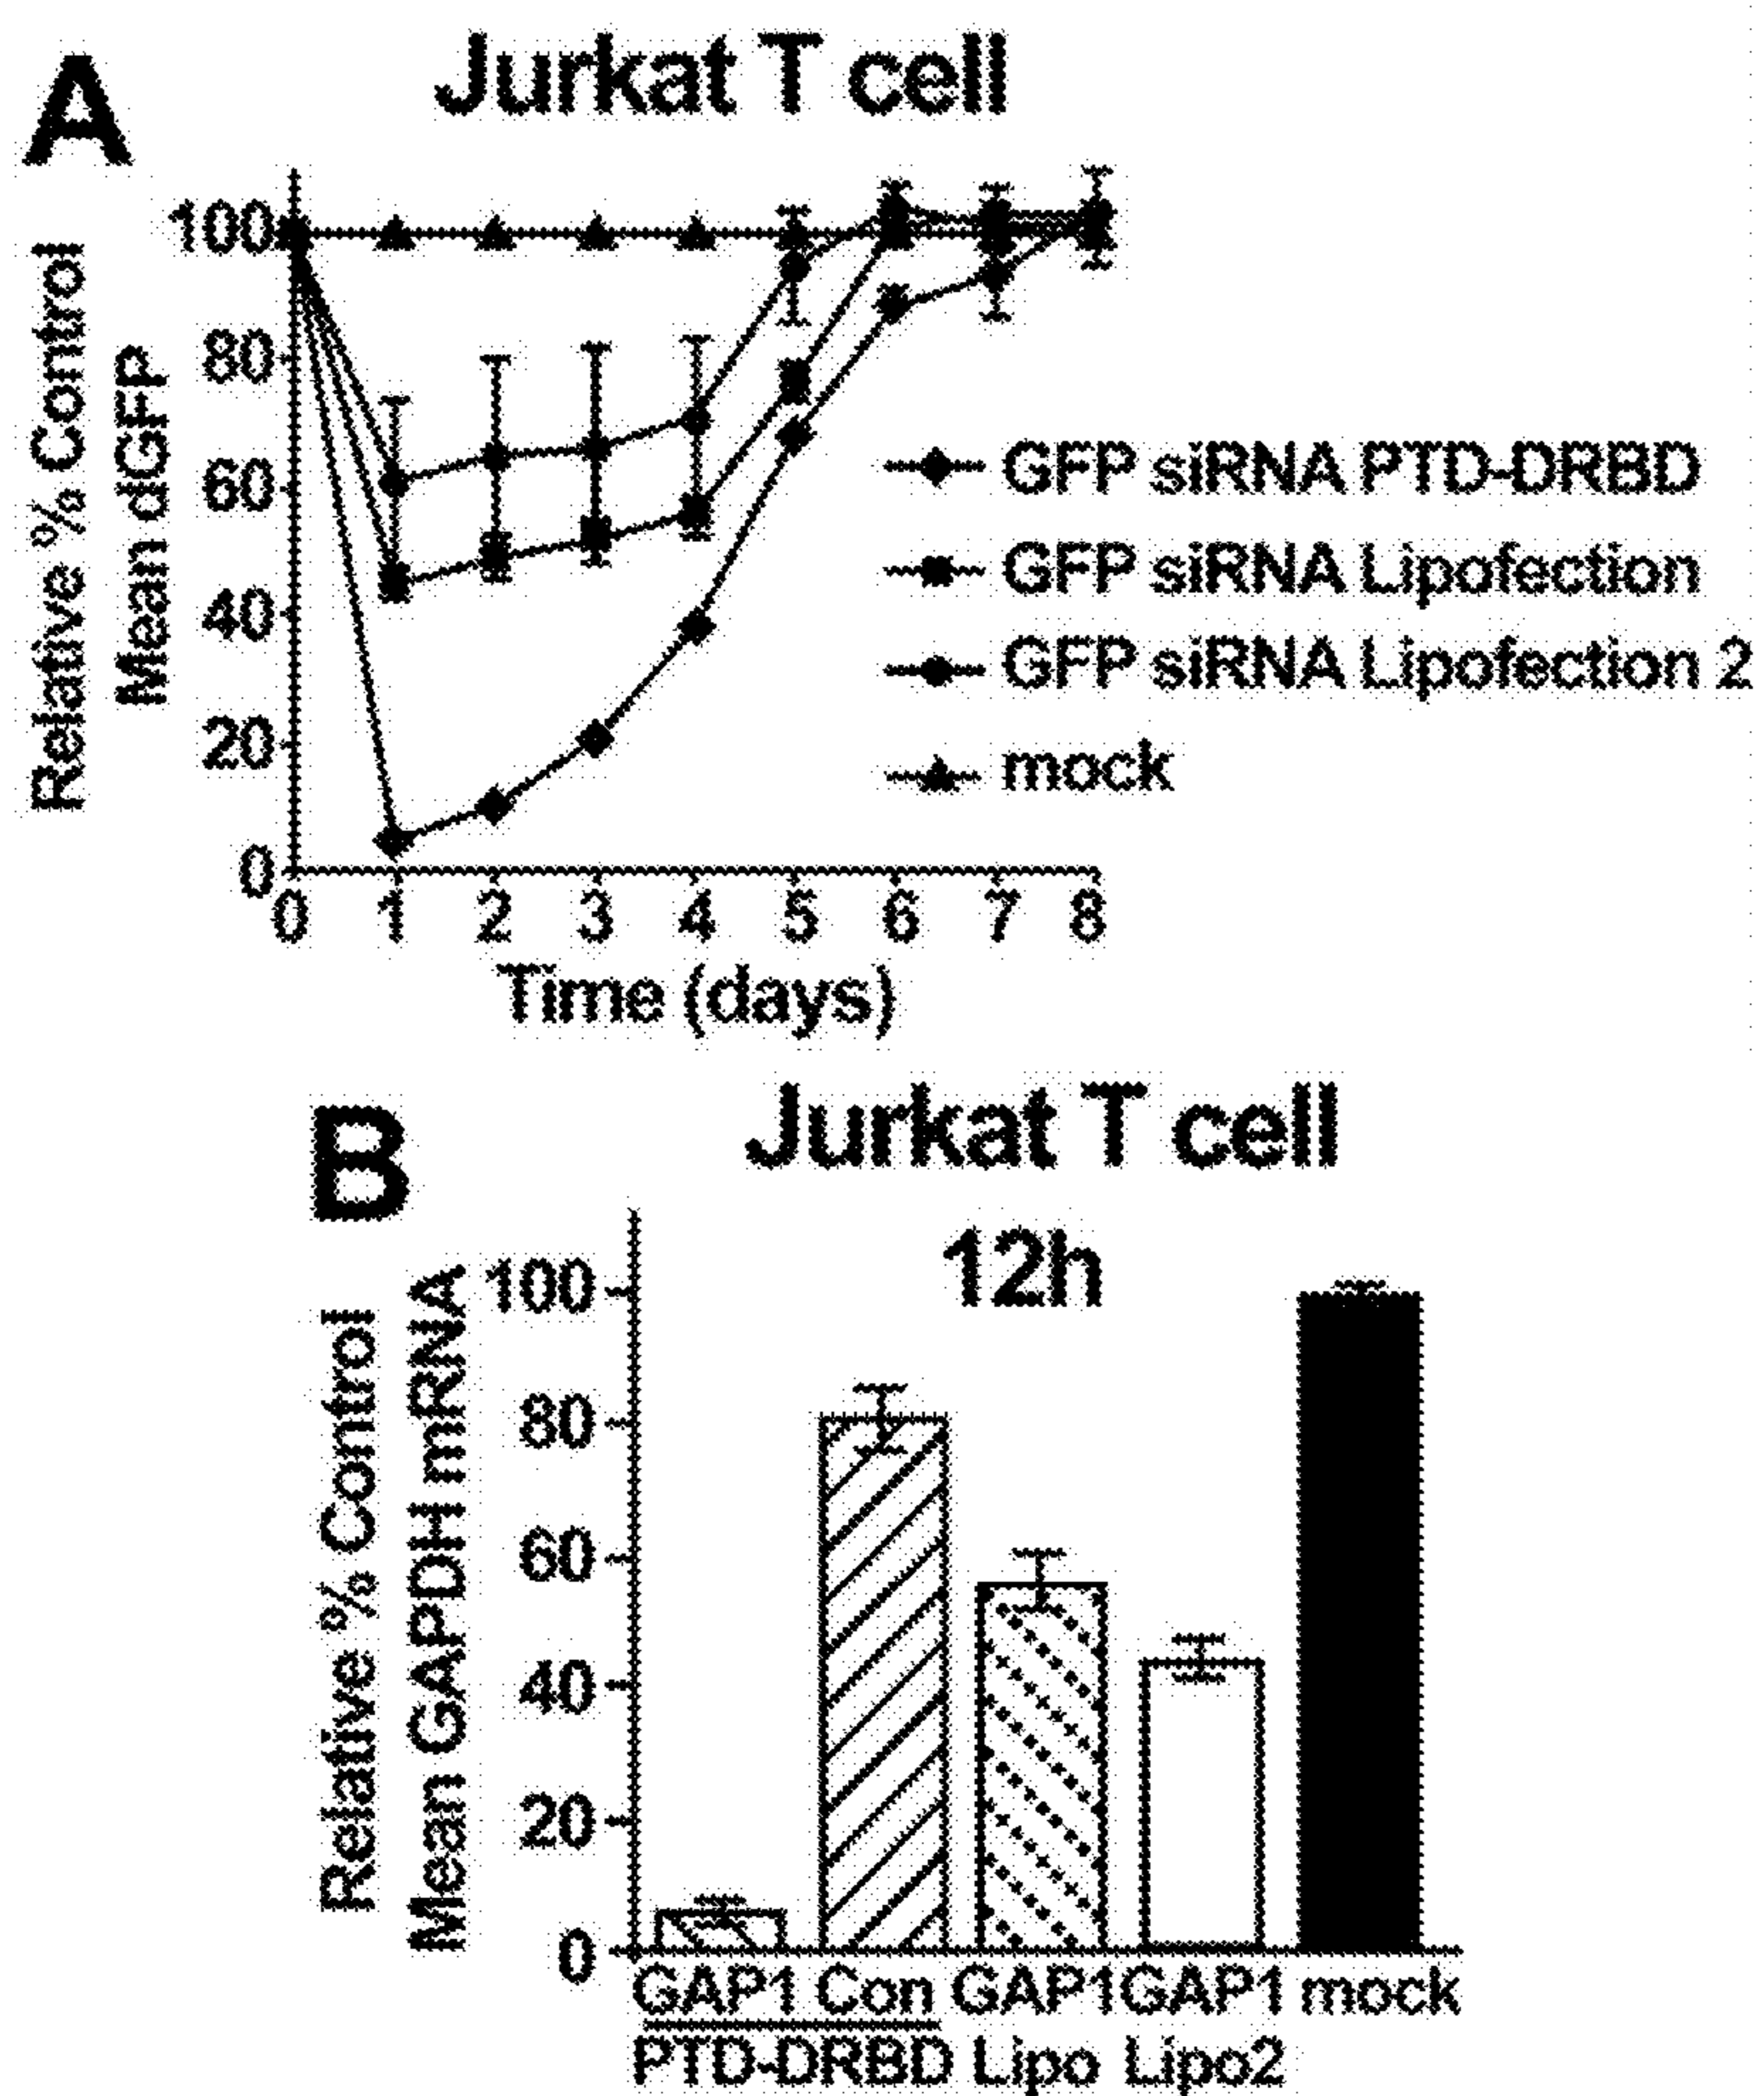 A
Jurkat T cell
Relative % Control
Mean dGFP
100
80
60
40
20
0
0 1 2 3 4 5 6 7 8
Time (days)
GFP siRNA PTD-DRBD
GFP siRNA Lipofection
GFP siRNA Lipofection 2
mock
B
Jurkat T cell
12h
Relative % Control
Mean GAPDH mRNA
100
80
60
40
20
0
GAP1 Con GAP1 GAP1 mock
PTD-DRBD Lipo Lipo2